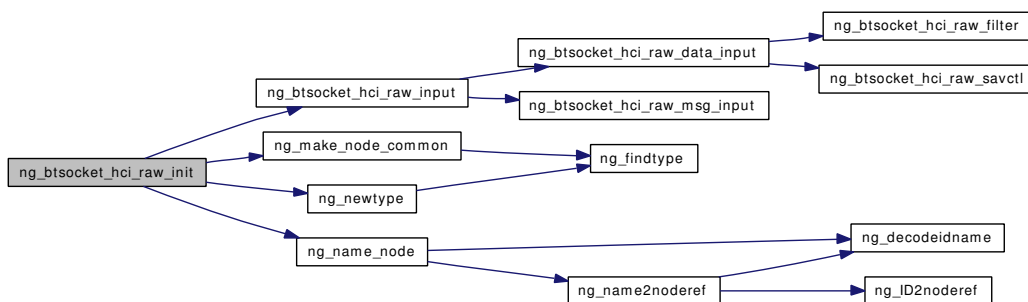 ng_btsocket_hci_raw_filter
ng_btsocket_hci_raw_data_input
ng_btsocket_hci_raw_savctl
ng_btsocket_hci_raw_input
ng_btsocket_hci_raw_msg_input
ng_make_node_common
ng_findtype
ng_btsocket_hci_raw_init
ng_newtype
ng_decodeidname
ng_name_node
ng_name2noderef
ng_ID2noderef